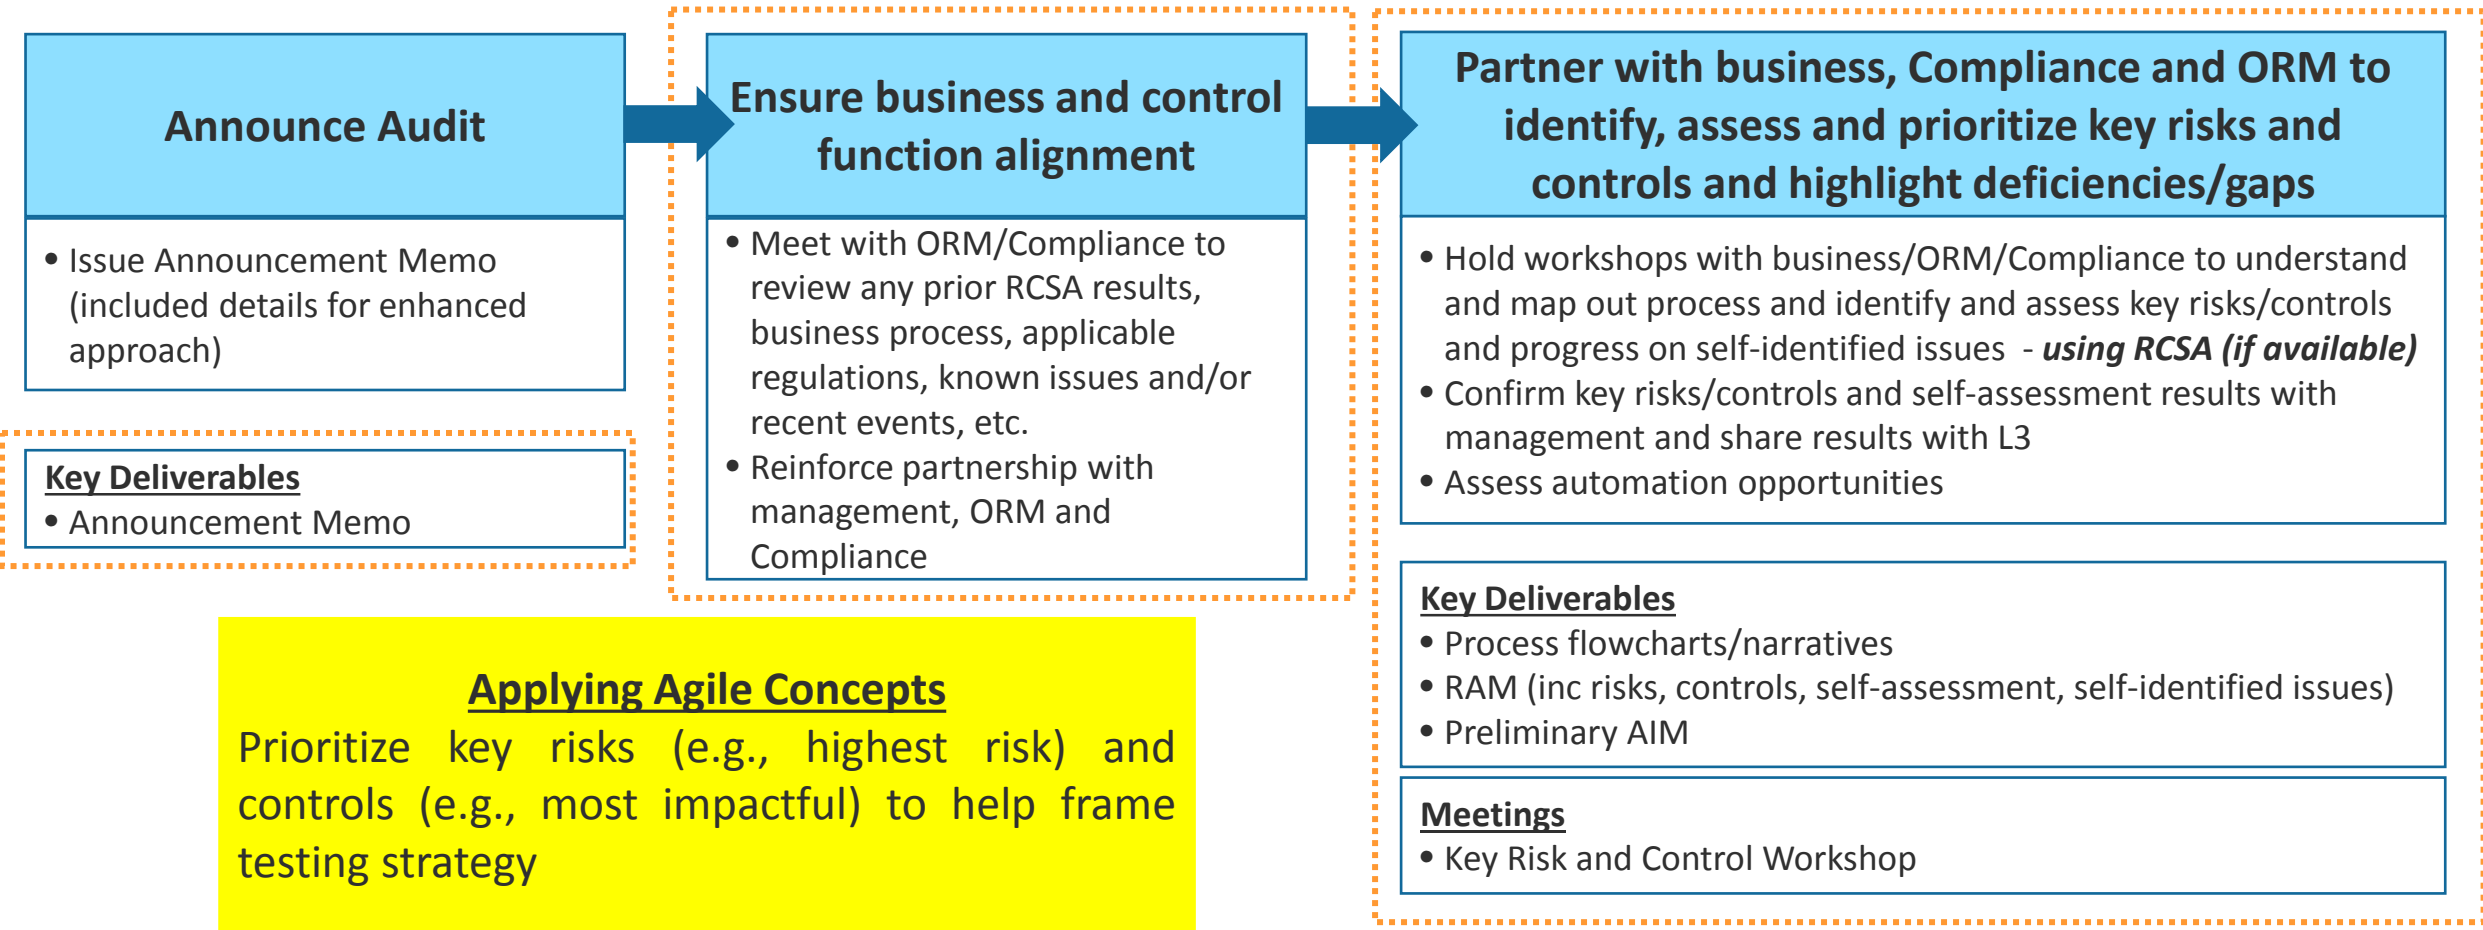 Announce Audit
• Issue Announcement Memo
(included details for enhanced
approach)
Key Deliverables
• Announcement Memo
Ensure business and control
function alignment
• Meet with ORM/Compliance to
review any prior RCSA results,
business process, applicable
regulations, known issues and/or
recent events, etc.
• Reinforce partnership with
management, ORM and
Compliance
Partner with business, Compliance and ORM to
identify, assess and prioritize key risks and
controls and highlight deficiencies/gaps
• Hold workshops with business/ORM/Compliance to understand
and map out process and identify and assess key risks/controls
and progress on self-identified issues - using RCSA (if available)
• Confirm key risks/controls and self-assessment results with
management and share results with L3
• Assess automation opportunities
Key Deliverables
• Process flowcharts/narratives
• RAM (inc risks, controls, self-assessment, self-identified issues)
• Preliminary AIM
Meetings
• Key Risk and Control Workshop
Applying Agile Concepts
Prioritize key risks (e.g., highest risk) and
controls (e.g., most impactful) to help frame
testing strategy